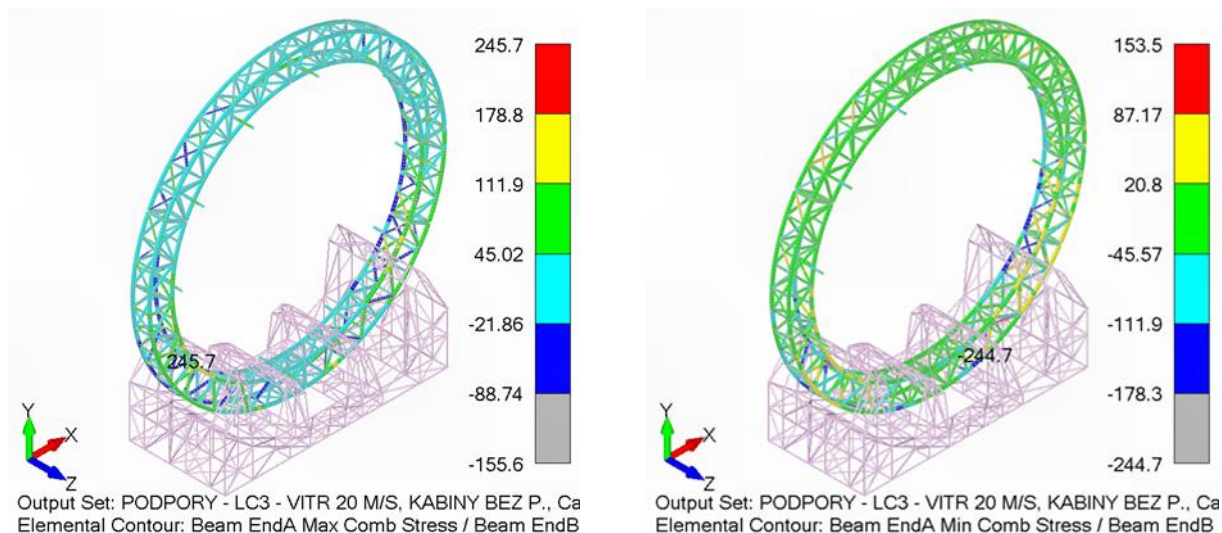 245.7
178.8
111.9
45.02
-21.86
-88.74
-155.6
245.7
Y
X
Z
Output Set: PODPORY - LC3 - VITR 20 M/S, KABINY BEZ P., Ca
Elemental Contour: Beam EndA Max Comb Stress / Beam EndB
153.5
87.17
20.8
-45.57
-111.9
-178.3
-244.7
-244.7
Y
X
Z
Output Set: PODPORY - LC3 - VITR 20 M/S, KABINY BEZ P., Ca
Elemental Contour: Beam EndA Min Comb Stress / Beam EndB